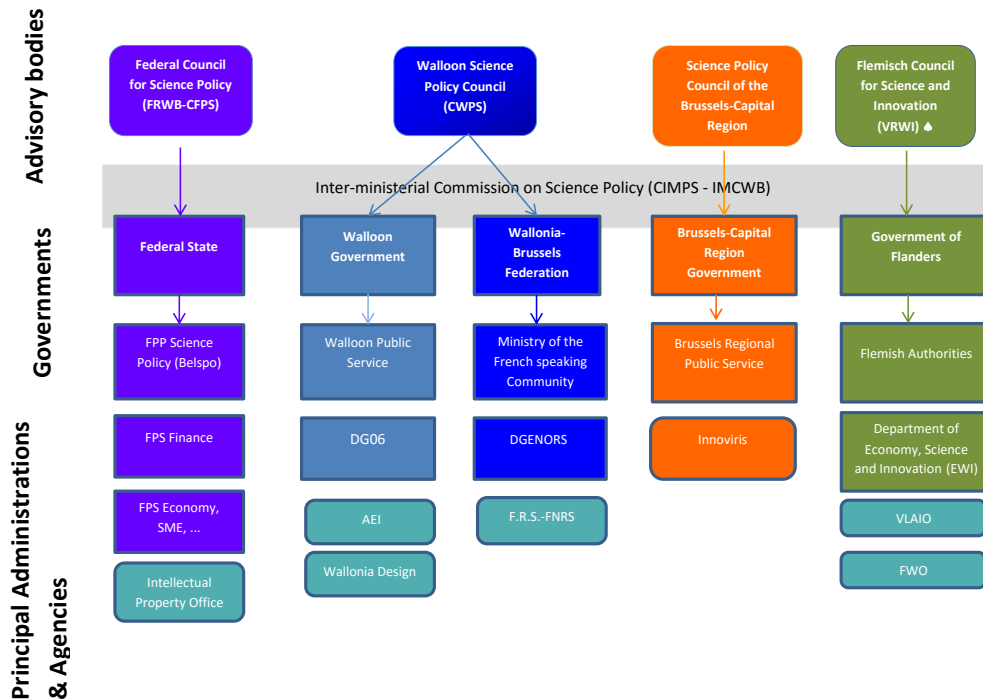 Advisory bodies
Federal Council
for Science Policy
(FRWB-CFPS)
Walloon Science
Policy Council
(CWPS)
Science Policy
Council of the
Brussels-Capital
Region
Flemisch Council
for Science and
Innovation
(VRWI) ♠
Inter-ministerial Commission on Science Policy (CIMPS - IMCWB)
Governments
Federal State
Walloon
Government
Wallonia-
Brussels
Federation
Brussels-Capital
Region
Government
Government of
Flanders
FPP Science
Policy (Belspo)
Walloon Public
Service
Ministry of the
French speaking
Community
Brussels Regional
Public Service
Flemish Authorities
Principal Administrations
& Agencies
FPS Finance
DG06
DGENORS
Innoviris
Department of
Economy, Science
and Innovation (EWI)
FPS Economy,
SME, ...
AEI
F.R.S.-FNRS
VLAIO
Intellectual
Property Office
Wallonia Design
FWO